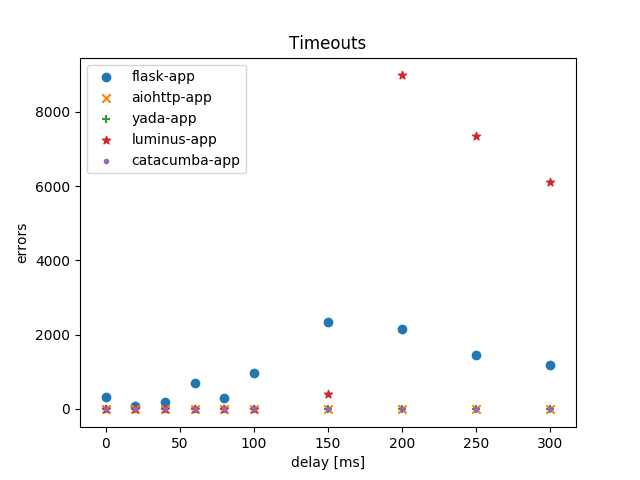 Timeouts
flask-app
aiohttp-app
yada-app
luminus-app
catacumba-app
errors
8000
6000
4000
2000
0
0 50 100 150 200 250 300
delay [ms]